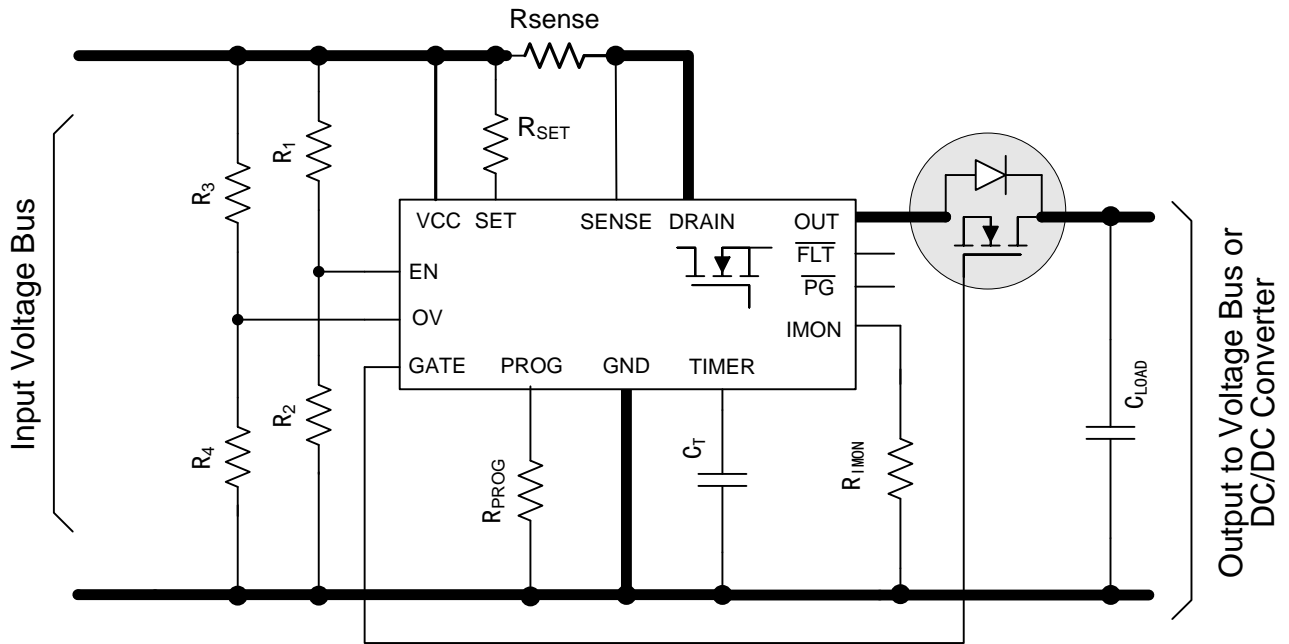 Rsense
RSET
R1
R3
Input Voltage Bus
VCC
SET
SENSE
DRAIN
OUT
FLT
EN
PG
OV
IMON
GATE
PROG
GND
TIMER
R2
R4
RPROG
CT
RIMON
CLOAD
Output to Voltage Bus or
DC/DC Converter